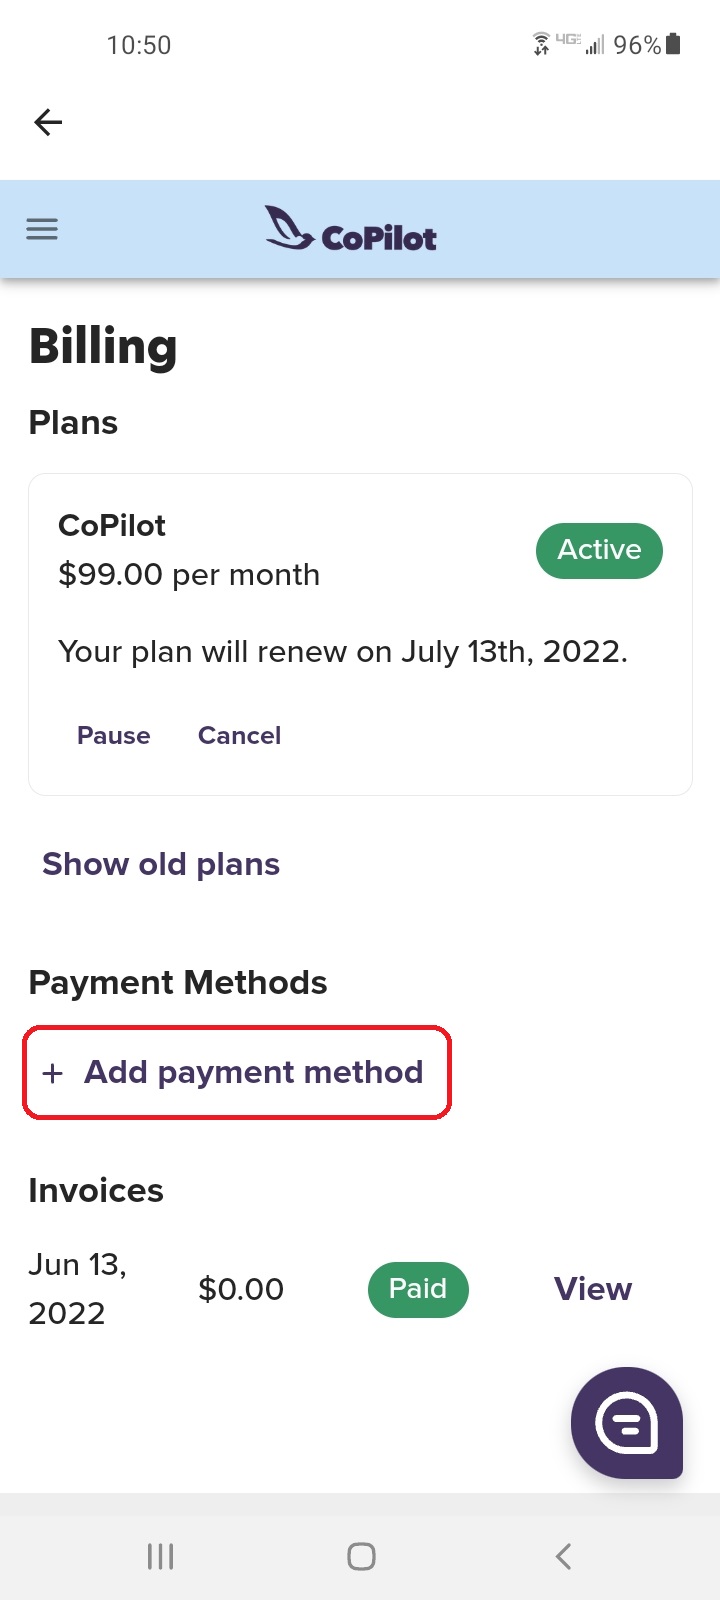 10:50
4G
96%
CoPilot
Billing
Plans
CoPilot
Active
$99.00 per month
Your plan will renew on July 13th, 2022.
Pause Cancel
Show old plans
Payment Methods
+ Add payment method
Invoices
Jun 13,
2022
$0.00
Paid
View